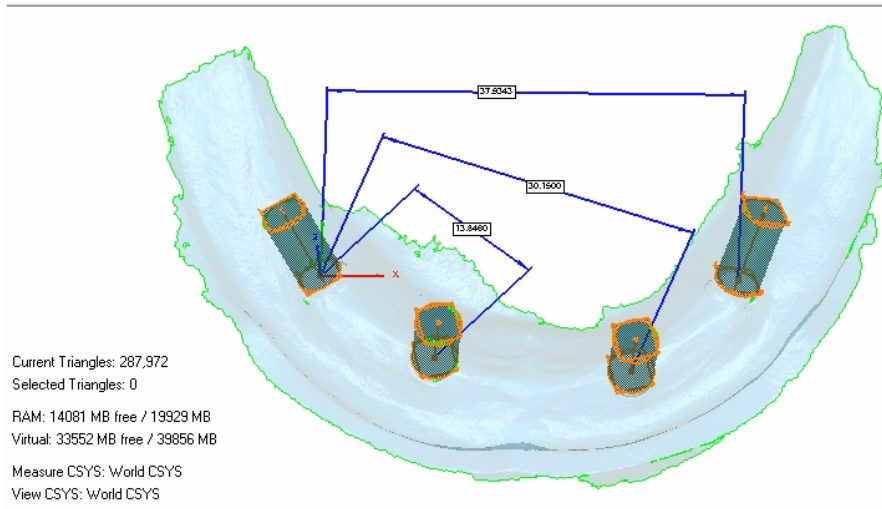 37.9343
30.1500
13.8460
Z
X
Current Triangles: 287,972
Selected Triangles: 0
RAM: 14081 MB free / 19929 MB
Virtual: 33552 MB free / 39856 MB
Measure CSYS: World CSYS
View CSYS: World CSYS